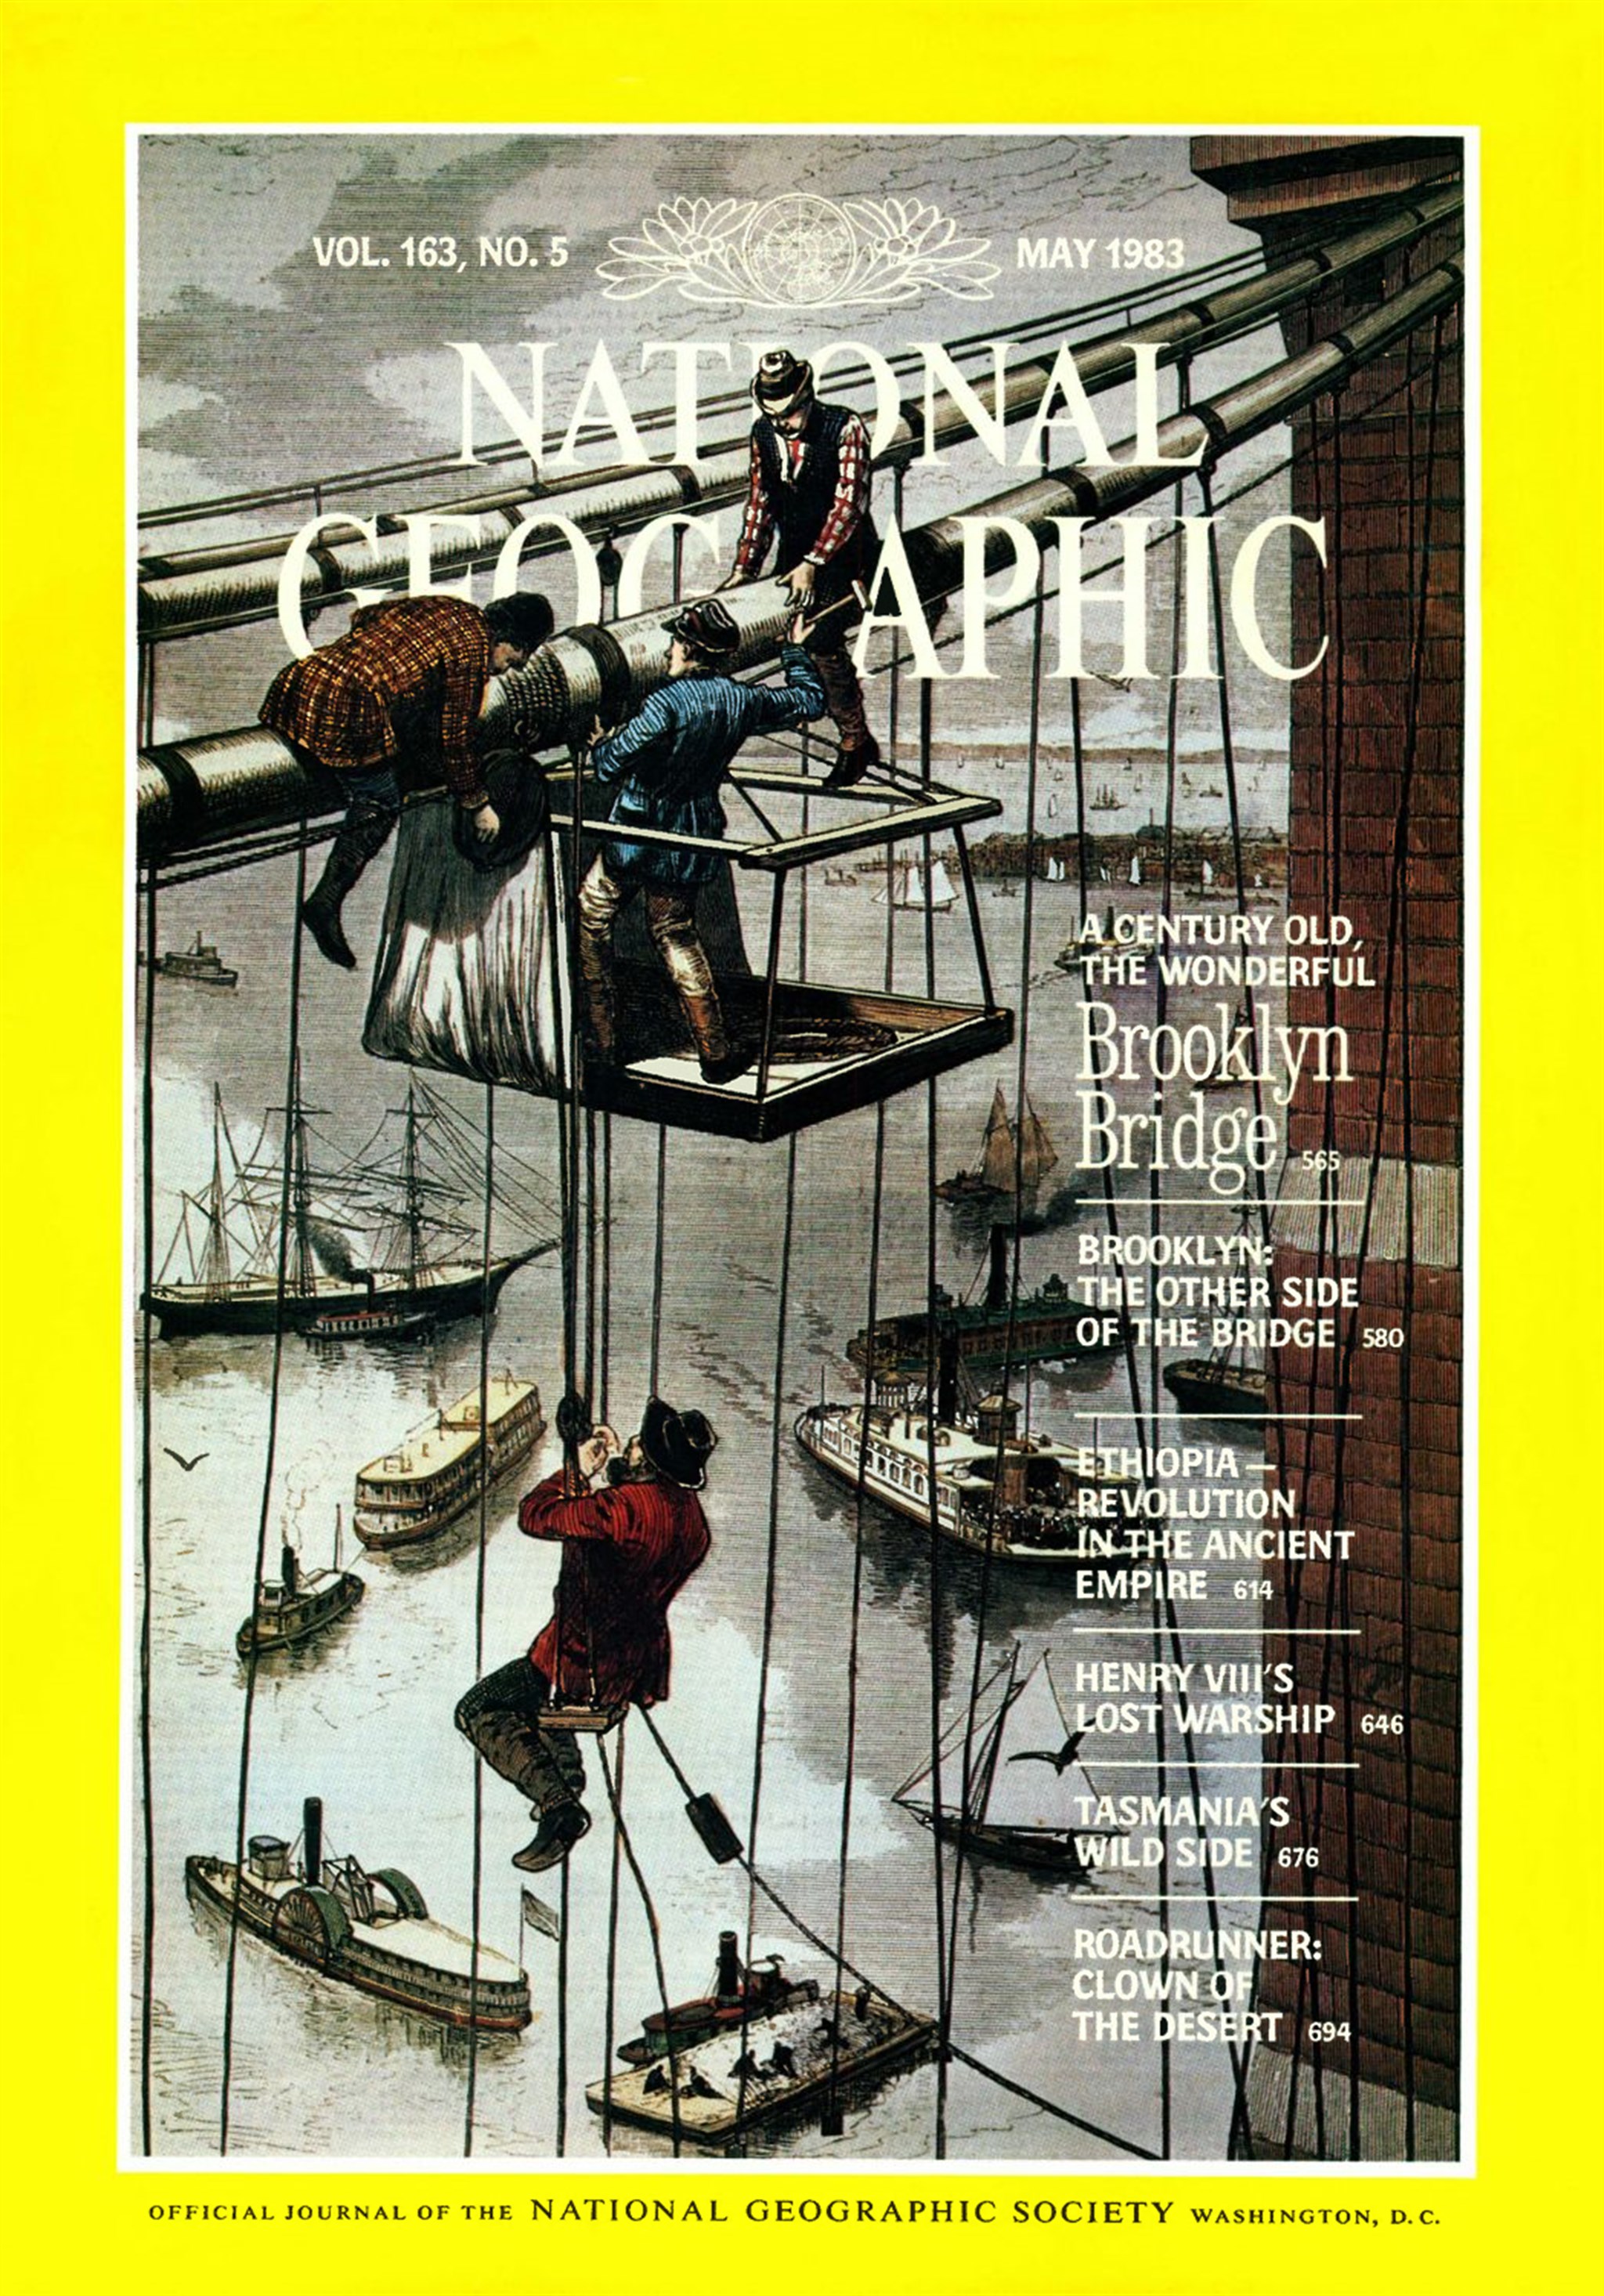 VOL. 163, NO. 5
MAY 1983
NATIONAL
GEOGRAPHIC
A CENTURY OLD,
THE WONDERFUL
Brooklyn
Bridge 565
BROOKLYN:
THE OTHER SIDE
OF THE BRIDGE 580
ETHIOPIA—
REVOLUTION
IN THE ANCIENT
EMPIRE 614
HENRY VIII'S
LOST WARSHIP 646
TASMANIA'S
WILD SIDE 676
ROADRUNNER:
CLOWN OF
THE DESERT 694
OFFICIAL JOURNAL OF THE NATIONAL GEOGRAPHIC SOCIETY WASHINGTON, D.C.